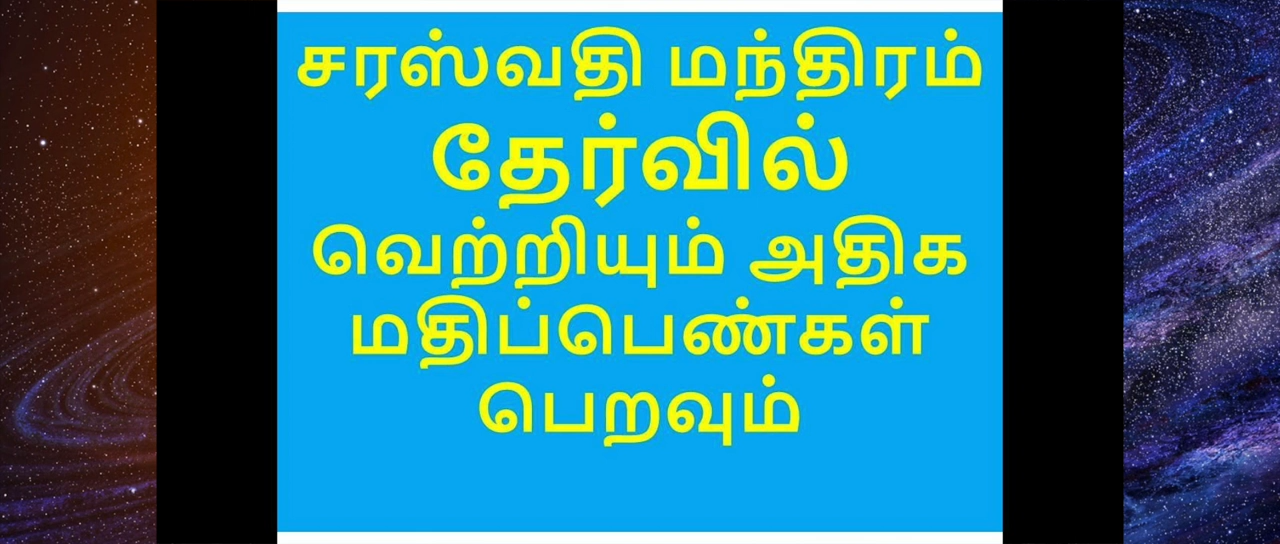 சரஸ்வதி மந்திரம்
தேர்வில்
வெற்றியும் அதிக
மதிப்பெண்கள்
பெறவும்